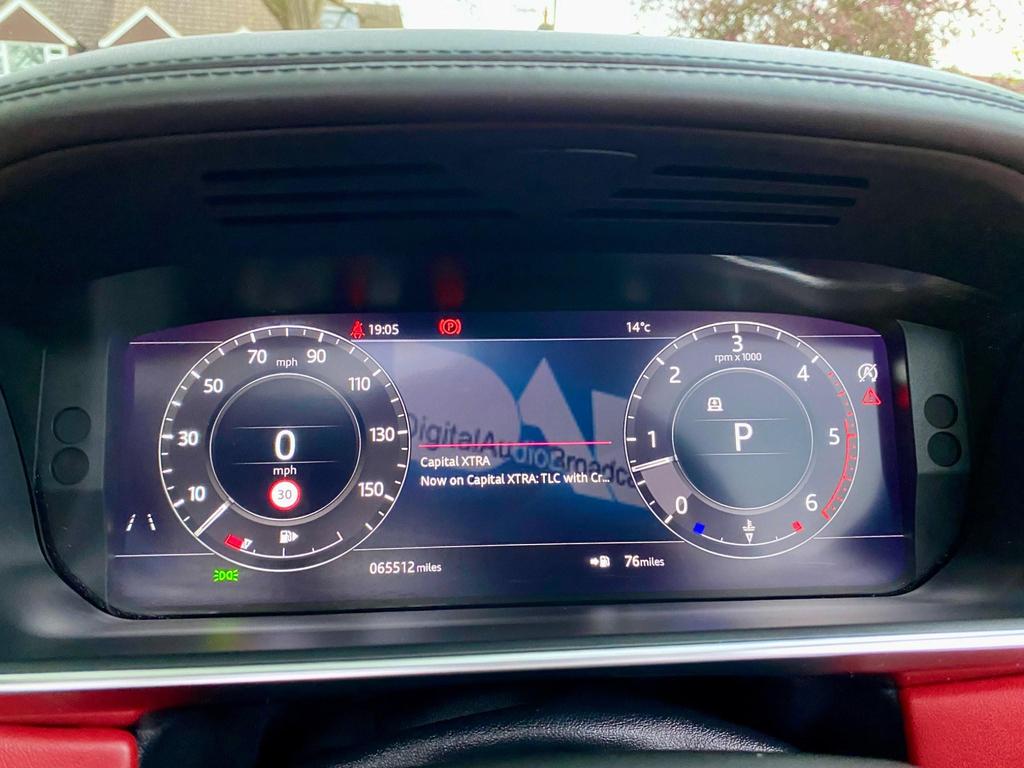 19:05
(P)
14°c
70 mph 90
50
110
30
130
10
150
0
mph
30
DigitalAudioBroadcas
Capital XTRA
Now on Capital XTRA: TLC with Cr...
3
rpm x 1000
2
4
1
5
0
6
P
065512 miles
76miles